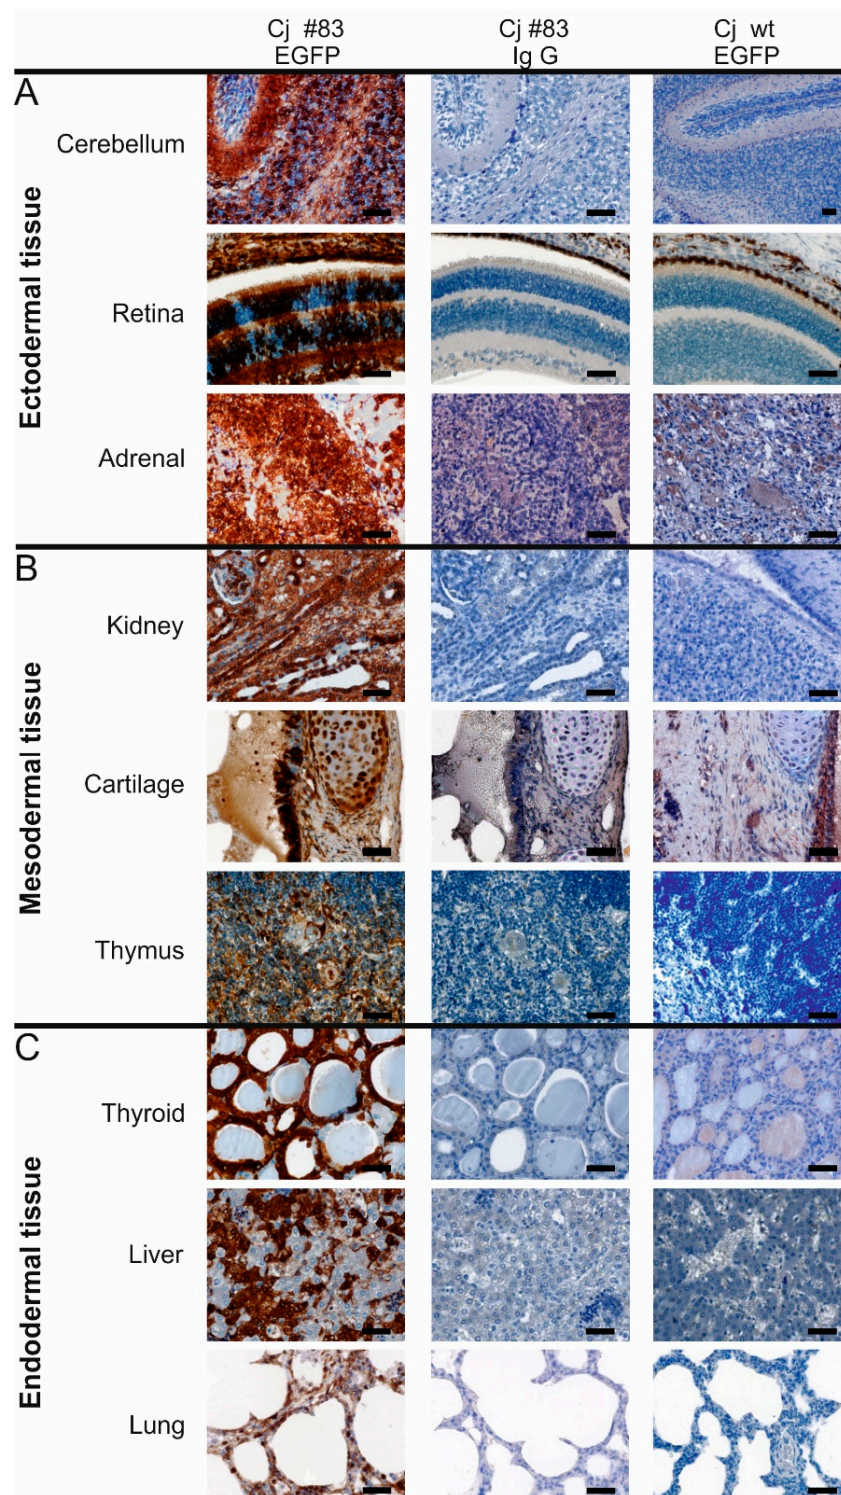 Cj #83 Cj #83 Cj wt
EGFP Ig G EGFP
A
Ectodermal tissue
Cerebellum
Retina
Adrenal
B
Mesodermal tissue
Kidney
Cartilage
Thymus
C
Endodermal tissue
Thyroid
Liver
Lung